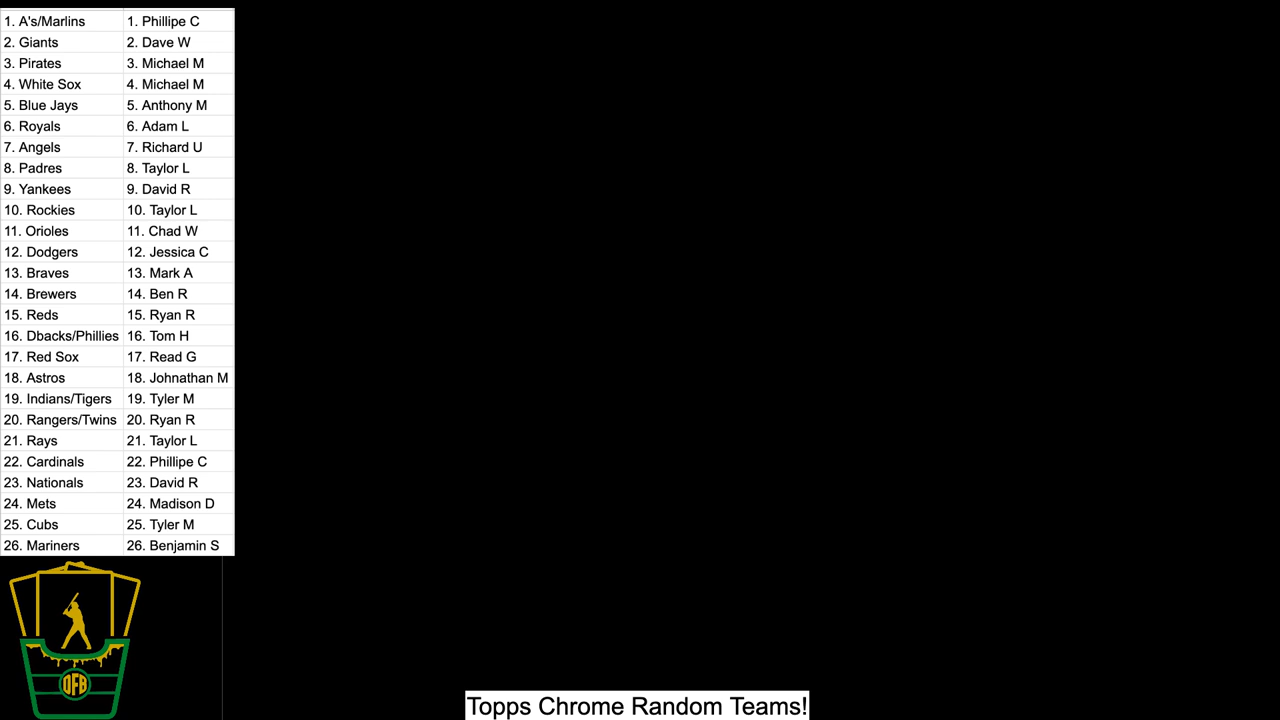 1. A's/Marlins 1. Phillipe C
2. Giants 2. Dave W
3. Pirates 3. Michael M
4. White Sox 4. Michael M
5. Blue Jays 5. Anthony M
6. Royals 6. Adam L
7. Angels 7. Richard U
8. Padres 8. Taylor L
9. Yankees 9. David R
10. Rockies 10. Taylor L
11. Orioles 11. Chad W
12. Dodgers 12. Jessica C
13. Braves 13. Mark A
14. Brewers 14. Ben R
15. Reds 15. Ryan R
16. Dbacks/Phillies 16. Tom H
17. Red Sox 17. Read G
18. Astros 18. Johnathan M
19. Indians/Tigers 19. Tyler M
20. Rangers/Twins 20. Ryan R
21. Rays 21. Taylor L
22. Cardinals 22. Phillipe C
23. Nationals 23. David R
24. Mets 24. Madison D
25. Cubs 25. Tyler M
26. Mariners 26. Benjamin S
DFB
Topps Chrome Random Teams!